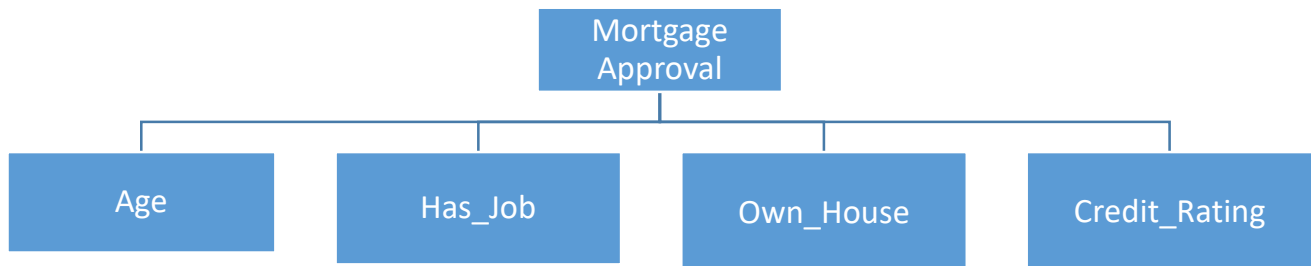 Mortgage
Approval
Age
Has_Job
Own_House
Credit_Rating